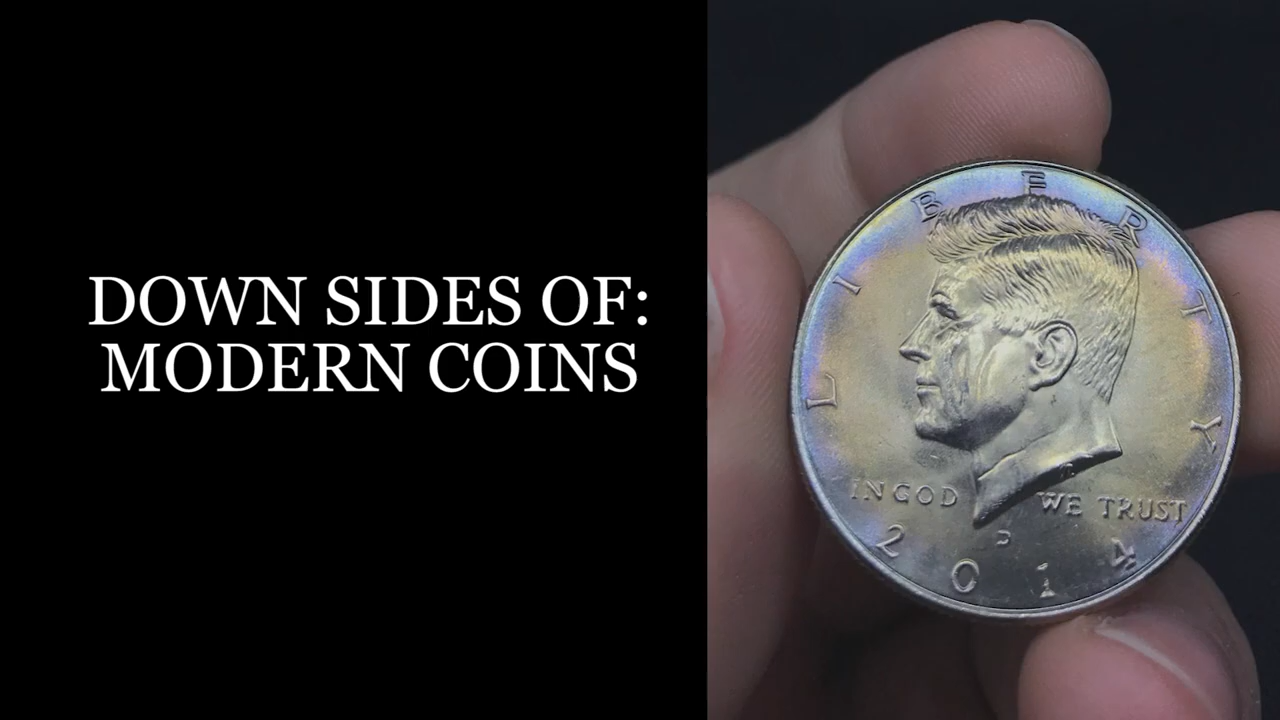 DOWN SIDES OF:
MODERN COINS
LIBERTY
IN GOD WE TRUST
D
2014